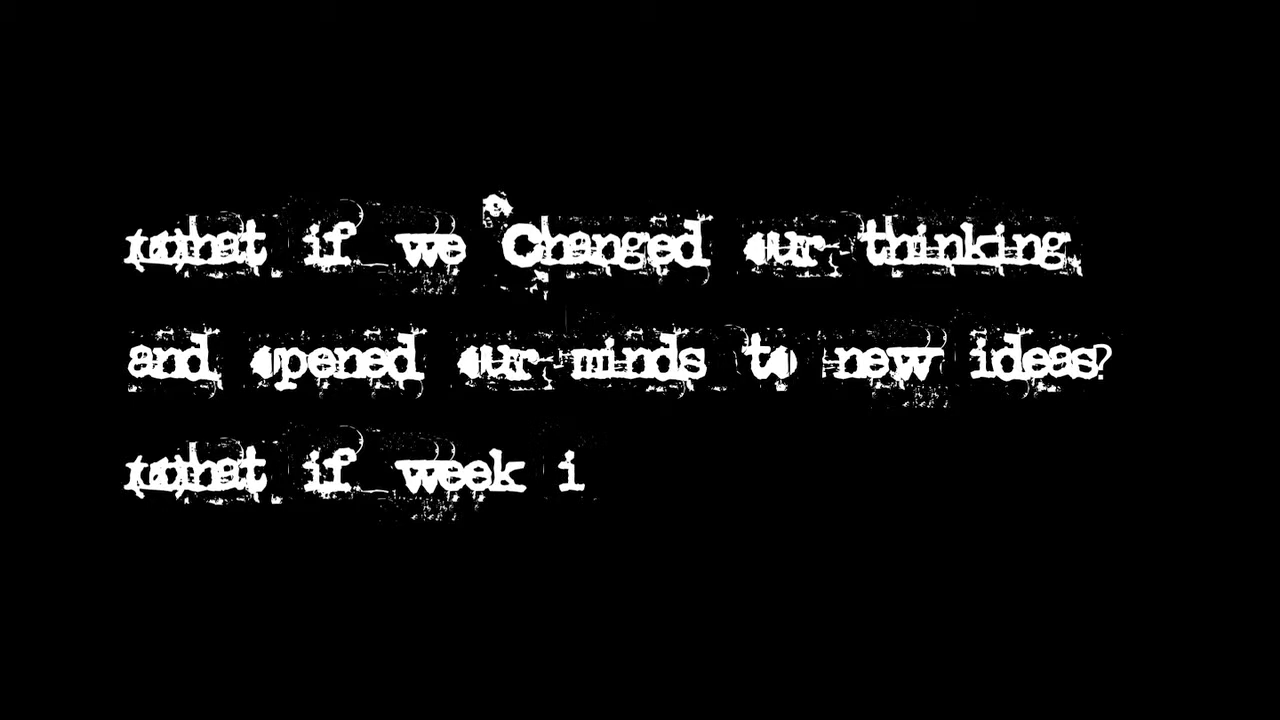 what if we Changed our thinking
and opened our minds to new ideas?
what if week i